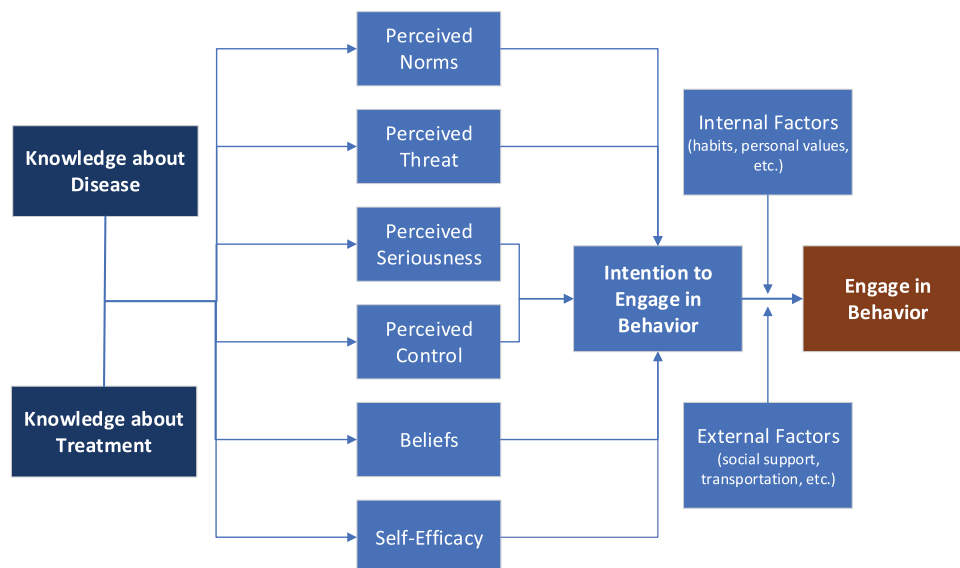 Knowledge about
Disease
Knowledge about
Treatment
Perceived
Norms
Perceived
Threat
Perceived
Seriousness
Perceived
Control
Beliefs
Self-Efficacy
Intention to
Engage in
Behavior
Internal Factors
(habits, personal values,
etc.)
External Factors
(social support,
transportation, etc.)
Engage in
Behavior